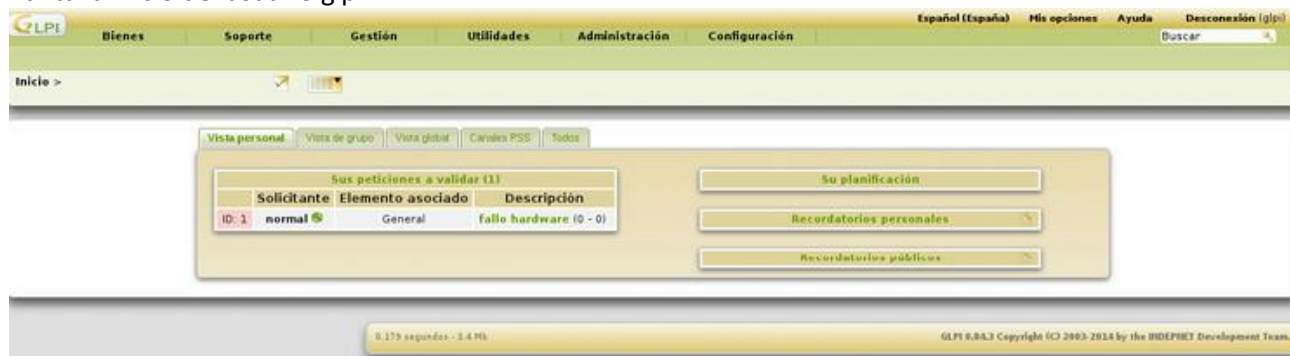 GLPI
Español (España) Mis opciones Ayuda Desconexión (glpi)
Bienes Soporte Gestión Utilidades Administración Configuración
Buscar
Inicio >
Vista personal Vista de grupo Vista global Canales PSS Todos
Sus peticiones a validar (1)
Solicitante Elemento asociado Descripción
ID: 1 normal General fallo hardware (0 - 0)
Su planificación
Recordatorios personales
Recordatorios públicos
0.179 segundos - 3.4 Mb
GLPI 0.84.3 Copyright (C) 2003-2014 by the INDEPNET Development Team.